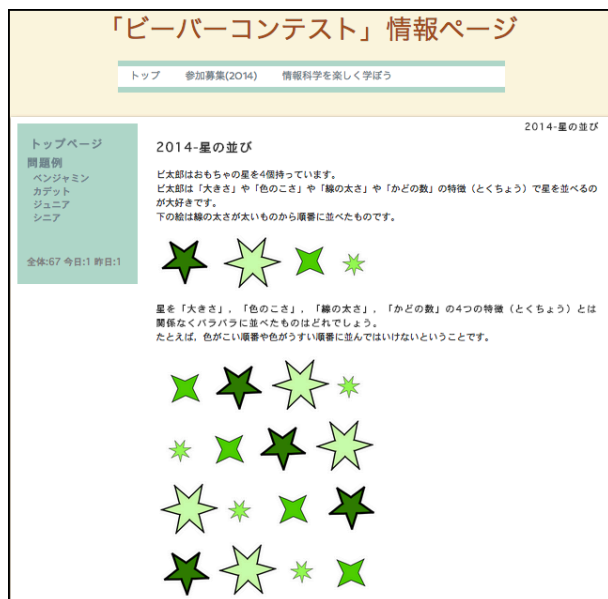 「ビーバーコンテスト」情報ページ
トップ 参加募集(2014) 情報科学を楽しく学ぼう
2014-星の並び
トップページ
問題例
ベンジャミン
カデット
ジュニア
シニア
全体:67 今日:1 昨日:1
2014-星の並び
ビ太郎はおもちゃの星を4個持っています。
ビ太郎は「大きさ」や「色のこさ」や「線の太さ」や「かどの数」の特徴（とくちょう）で星を並べるの
が大好きです。
下の絵は線の太さが太いものから順番に並べたものです。
星を「大きさ」，「色のこさ」，「線の太さ」，「かどの数」の4つの特徴（とくちょう）とは
関係なくバラバラに並べたものはどれでしょう。
たとえば，色がこい順番や色がうすい順番に並んではいけないということです。